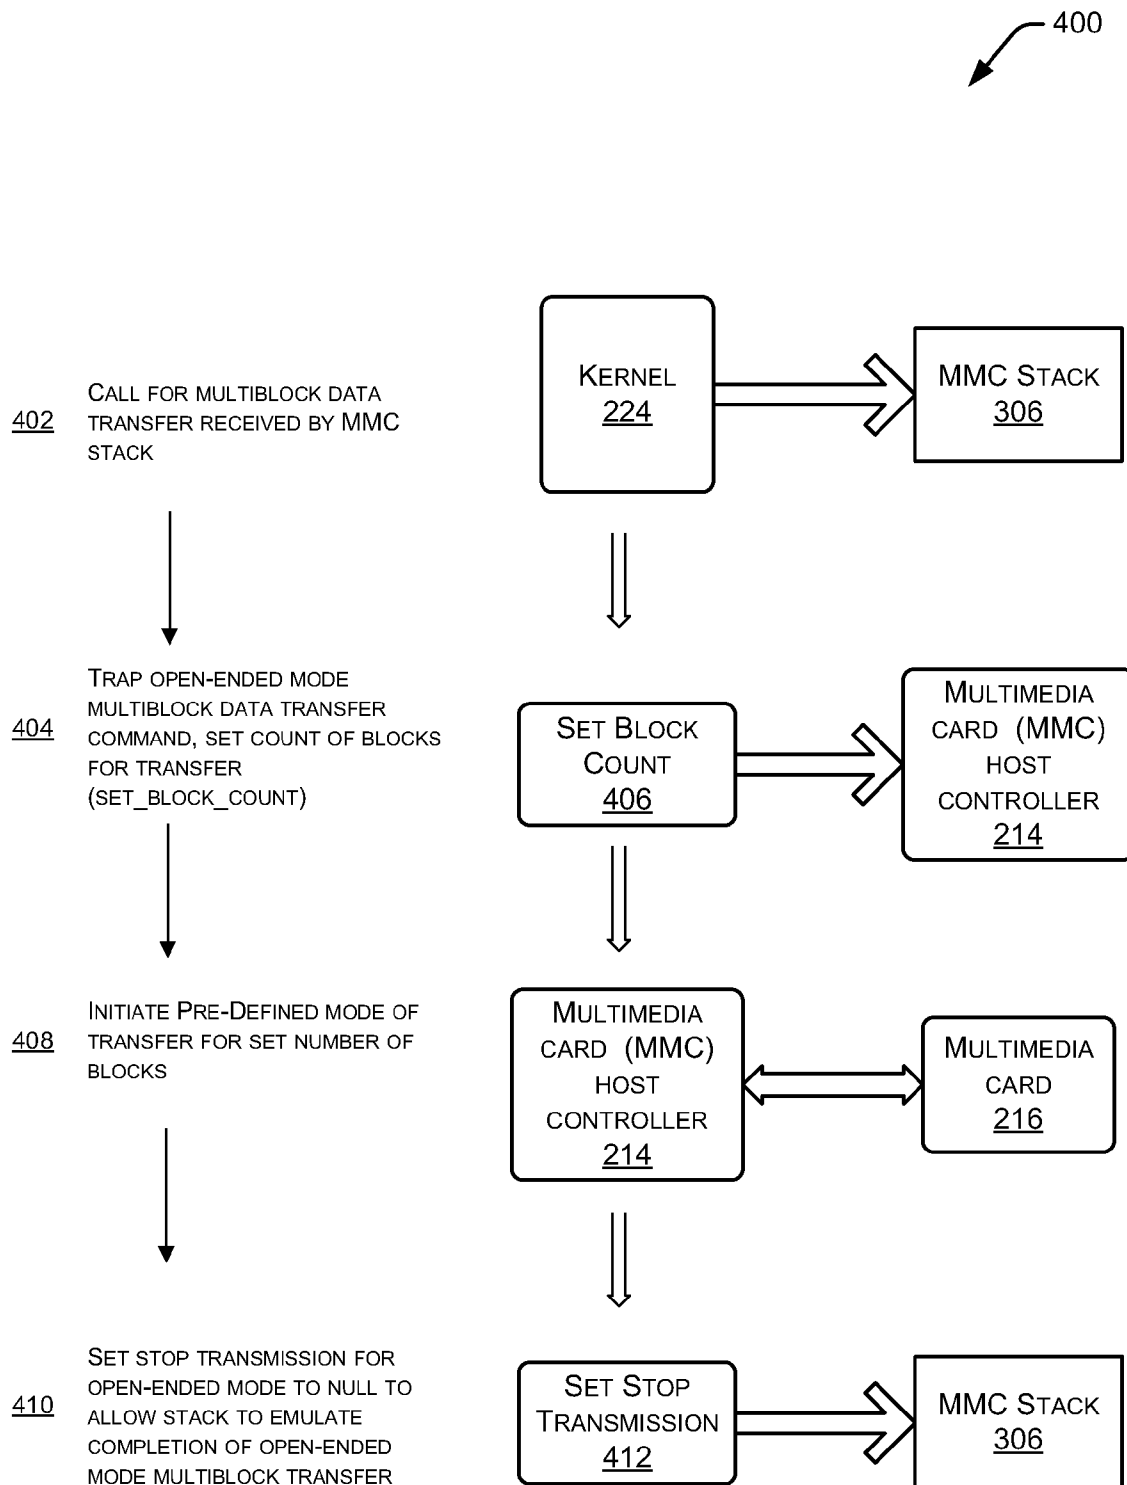 400
402
CALL FOR MULTIBLOCK DATA
TRANSFER RECEIVED BY MMC
STACK
KERNEL
224
MMC STACK
306
404
TRAP OPEN-ENDED MODE
MULTIBLOCK DATA TRANSFER
COMMAND, SET COUNT OF BLOCKS
FOR TRANSFER
(SET_BLOCK_COUNT)
SET BLOCK
COUNT
406
MULTIMEDIA
CARD (MMC)
HOST
CONTROLLER
214
408
INITIATE PRE-DEFINED MODE OF
TRANSFER FOR SET NUMBER OF
BLOCKS
MULTIMEDIA
CARD (MMC)
HOST
CONTROLLER
214
MULTIMEDIA
CARD
216
410
SET STOP TRANSMISSION FOR
OPEN-ENDED MODE TO NULL TO
ALLOW STACK TO EMULATE
COMPLETION OF OPEN-ENDED
MODE MULTIBLOCK TRANSFER
SET STOP
TRANSMISSION
412
MMC STACK
306